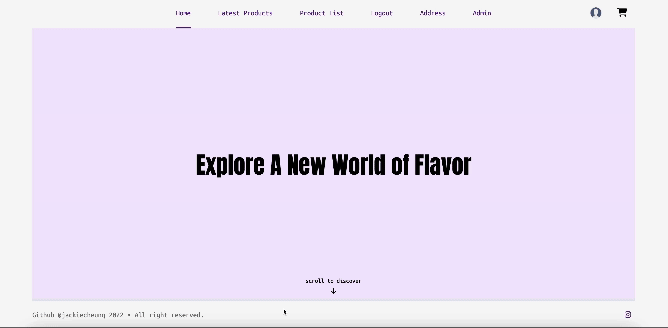 Home Latest Products Product List Logout Address Admin
Explore A New World of Flavor
scroll to discover
Github @jackiecheung 2022 • All right reserved.